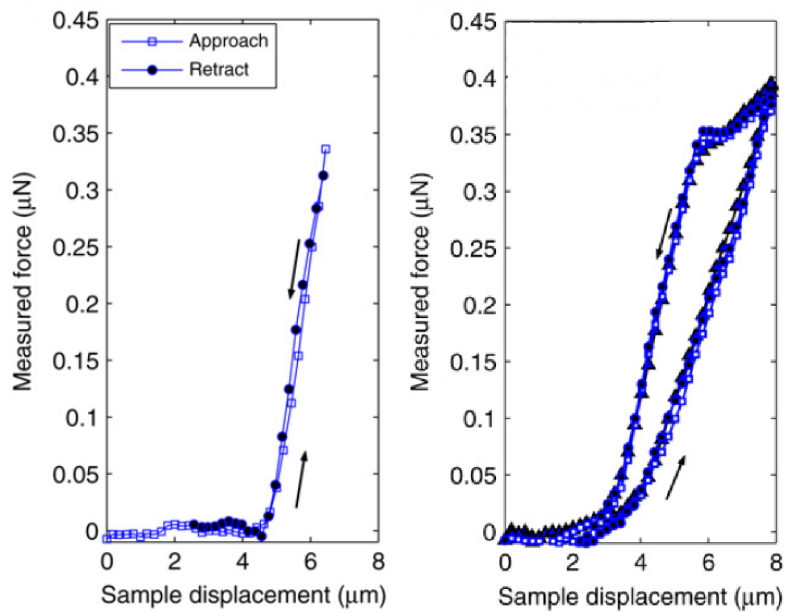 0.45
0.4
0.35
0.3
0.25
0.2
0.15
0.1
0.05
0
Measured force (μN)
Approach
Retract
0 2 4 6 8
Sample displacement (μm)
0.45
0.4
0.35
0.3
0.25
0.2
0.15
0.1
0.05
0
Measured force (μN)
0 2 4 6 8
Sample displacement (μm)